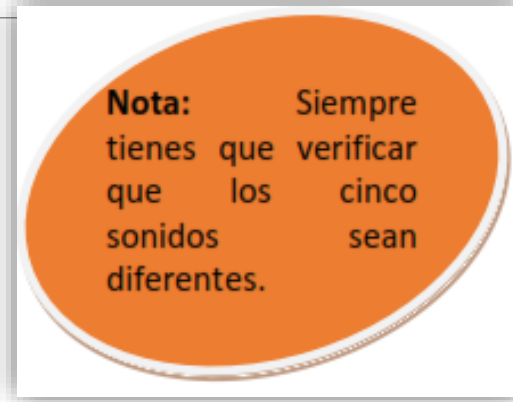 Nota: Siempre
tienes que verificar
que los cinco
sonidos sean
diferentes.